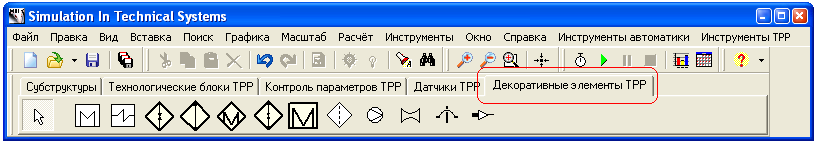 Simulation In Technical Systems
Файл Правка Вид Вставка Поиск Графика Масштаб Расчёт Инструменты Окно Справка Инструменты автоматики Инструменты ТРР
Субструктуры Технологические блоки ТРР Контроль параметров ТРР Датчики ТРР Декоративные элементы ТРР